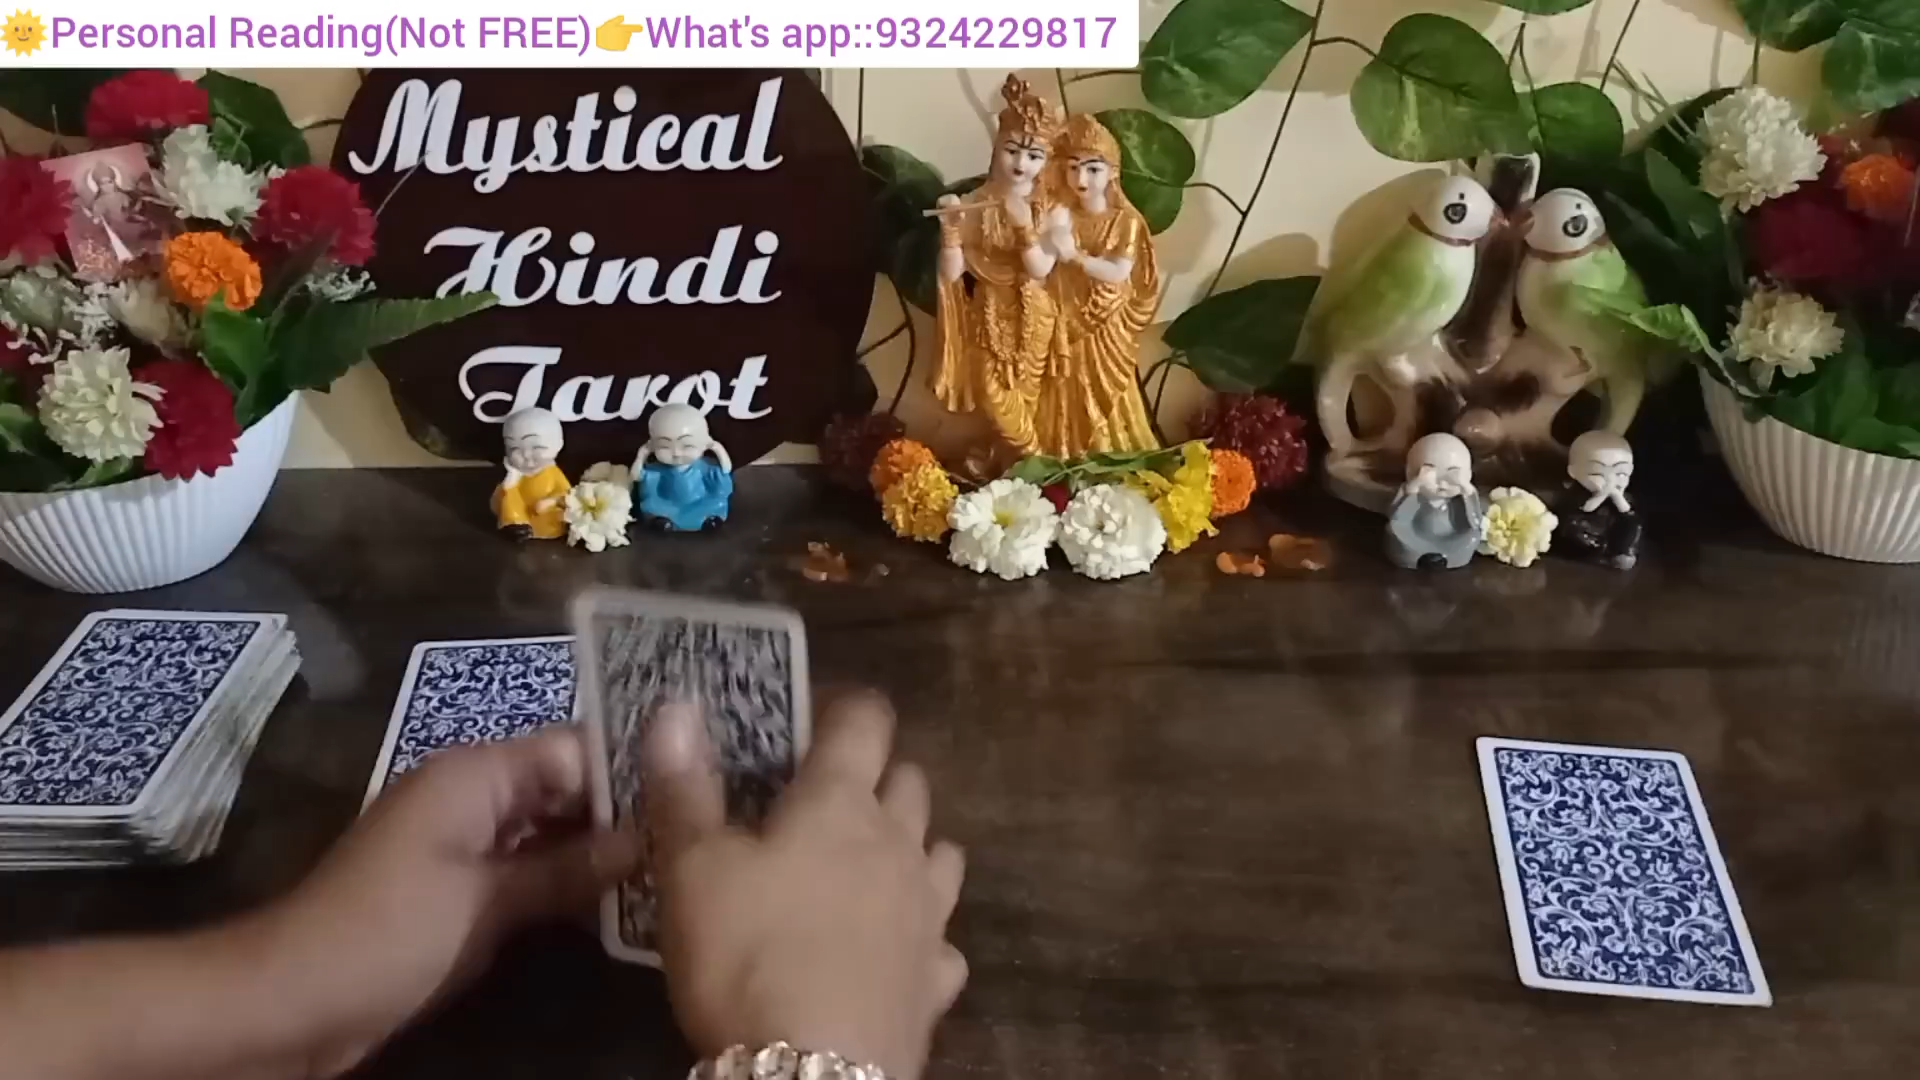 🌞Personal Reading(Not FREE)👉What's app::9324229817
Mystical
Hindi
Tarot